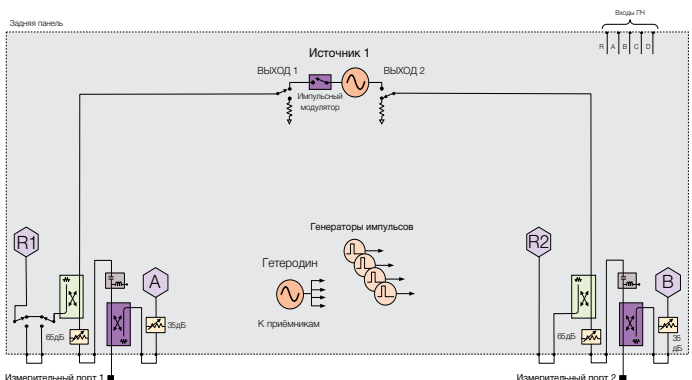 Задняя панель
Входы ПЧ
R A B C D
Источник 1
ВЫХОД 1
ВЫХОД 2
Импульсный
модулятор
Генераторы импульсов
Гетеродин
К приёмникам
R1
A
65дБ
35дБ
R2
B
65дБ
35
дБ
Измерительный порт 1
Измерительный порт 2